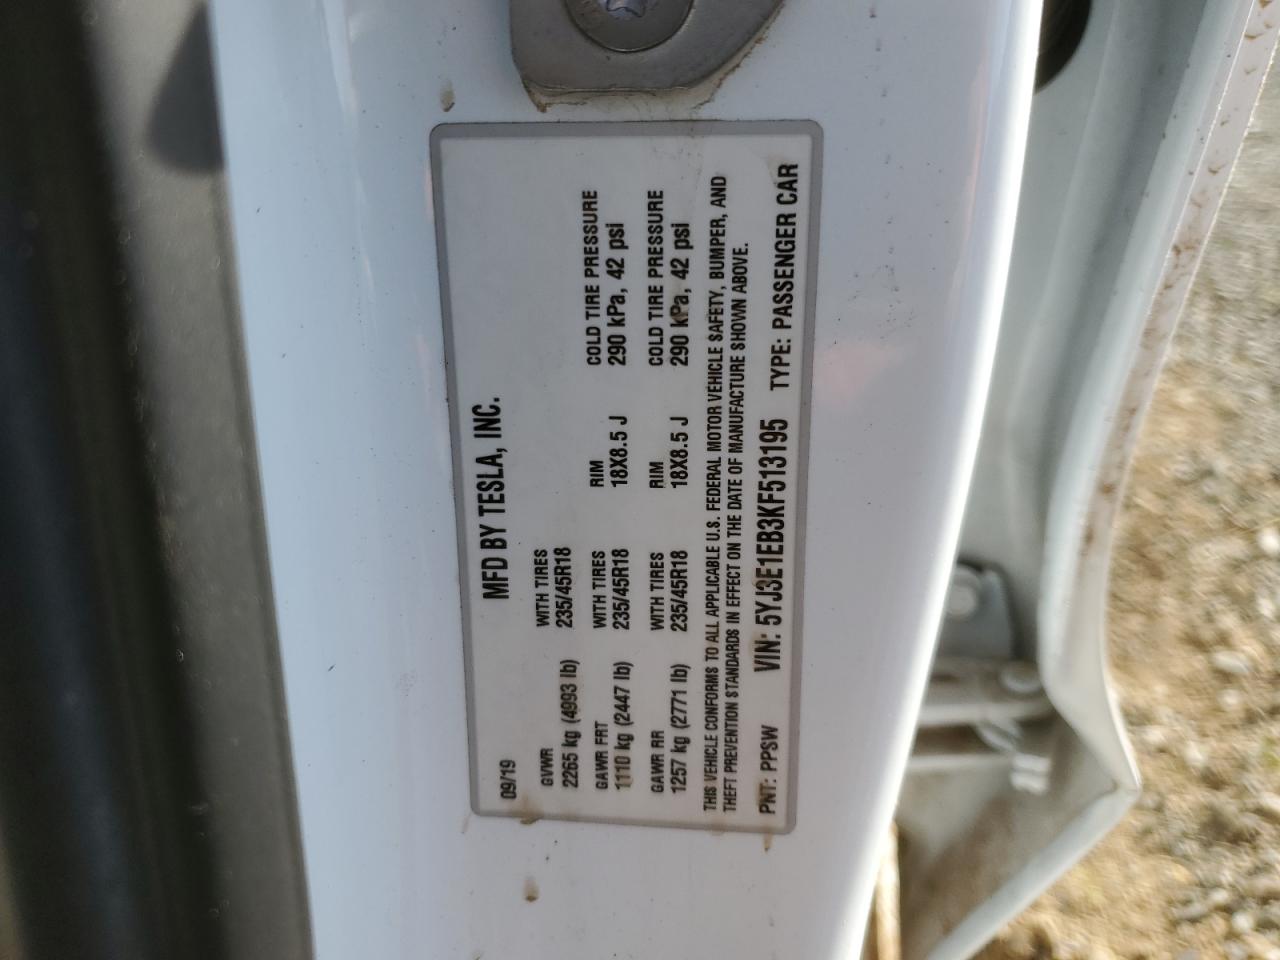 MFD BY TESLA, INC.
09/19
GVWR WITH TIRES
2265 kg (4993 lb) 235/45R18
GAWR FRT WITH TIRES RIM COLD TIRE PRESSURE
1110 kg (2447 lb) 235/45R18 18X8.5 J 290 kPa, 42 psi
GAWR RR WITH TIRES RIM COLD TIRE PRESSURE
1257 kg (2771 lb) 235/45R18 18X8.5 J 290 kPa, 42 psi
THIS VEHICLE CONFORMS TO ALL APPLICABLE U.S. FEDERAL MOTOR VEHICLE SAFETY, BUMPER, AND
THEFT PREVENTION STANDARDS IN EFFECT ON THE DATE OF MANUFACTURE SHOWN ABOVE.
PNT: PPSW VIN: 5YJ3E1EB3KF513195 TYPE: PASSENGER CAR